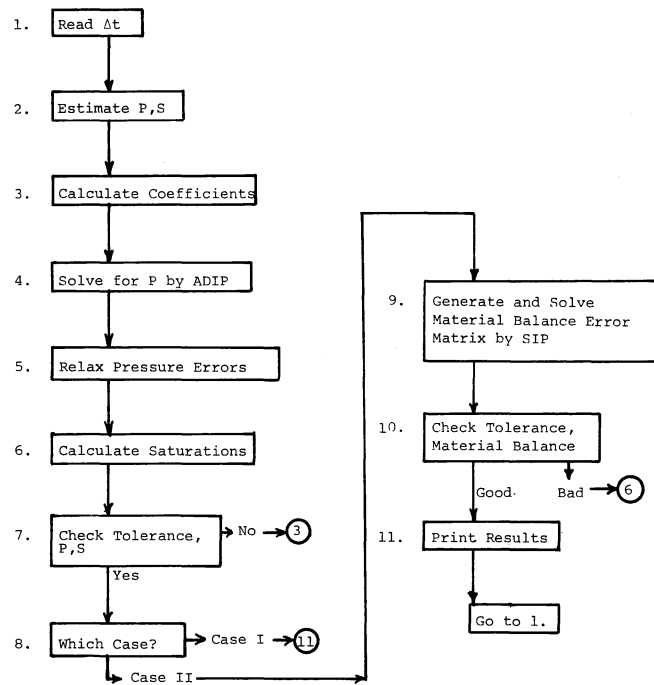 1. Read Δt
2. Estimate P,S
3. Calculate Coefficients
4. Solve for P by ADIP
5. Relax Pressure Errors
6. Calculate Saturations
7. Check Tolerance,
P,S
No
3
Yes
8. Which Case?
Case I
11
Case II
9. Generate and Solve
Material Balance Error
Matrix by SIP
10. Check Tolerance,
Material Balance
Good.
Bad
6
11. Print Results
Go to 1.